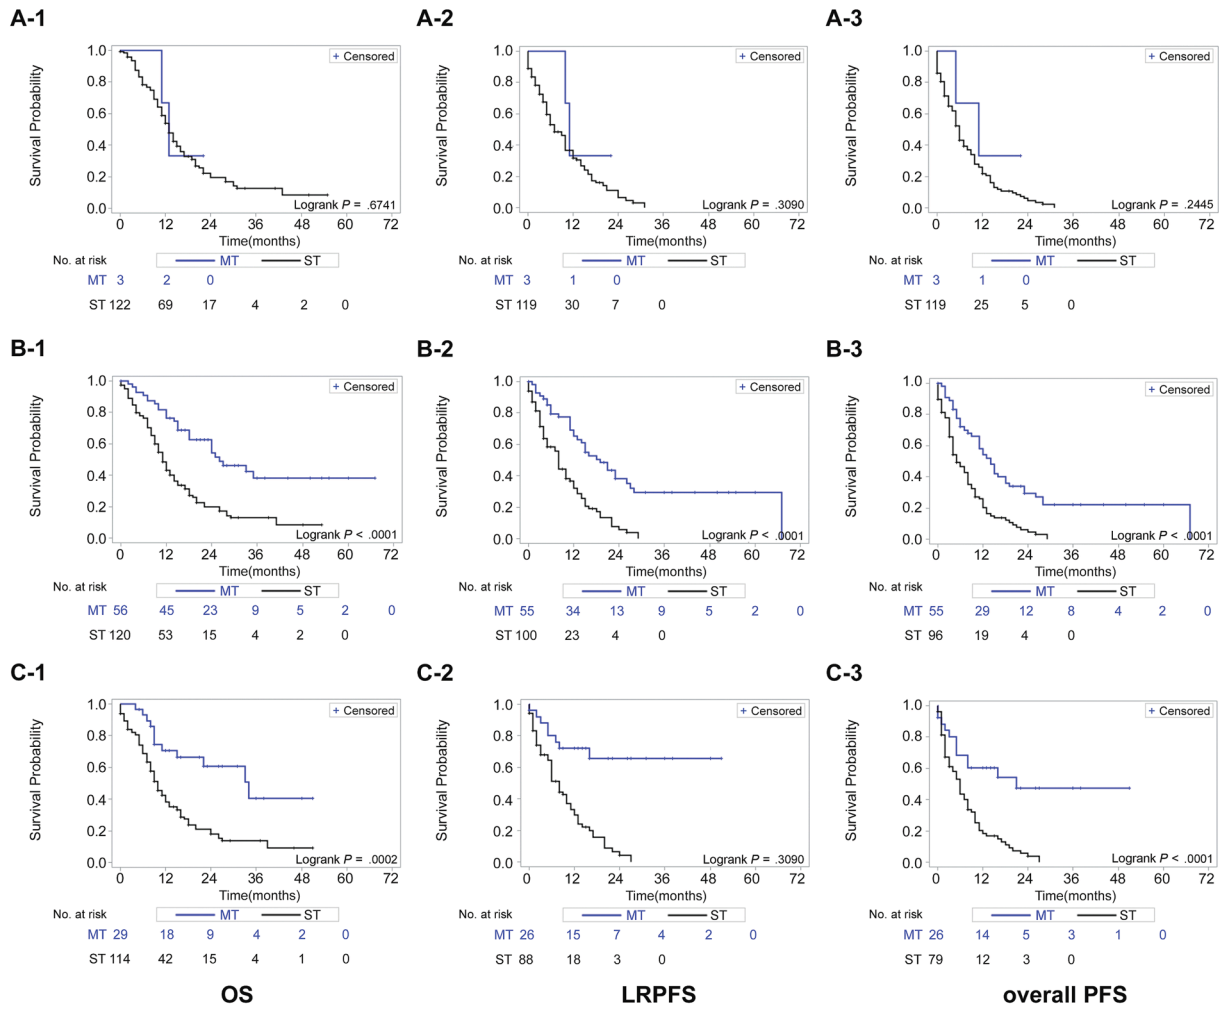 A-1
A-2
A-3
Survival Probability
1.0
0.8
0.6
0.4
0.2
0.0
+ Censored
Logrank P = .6741
0 12 24 36 48 60 72
Time(months)
No. at risk
MT ST
MT 3 2 0
ST 122 69 17 4 2 0
Survival Probability
1.0
0.8
0.6
0.4
0.2
0.0
+ Censored
Logrank P = .3090
0 12 24 36 48 60 72
Time(months)
No. at risk
MT ST
MT 3 1 0
ST 119 30 7 0
Survival Probability
1.0
0.8
0.6
0.4
0.2
0.0
+ Censored
Logrank P = .2445
0 12 24 36 48 60 72
Time(months)
No. at risk
MT ST
MT 3 1 0
ST 119 25 5 0
B-1
B-2
B-3
Survival Probability
1.0
0.8
0.6
0.4
0.2
0.0
+ Censored
Logrank P < .0001
0 12 24 36 48 60 72
Time(months)
No. at risk
MT ST
MT 56 45 23 9 5 2 0
ST 120 53 15 4 2 0
Survival Probability
1.0
0.8
0.6
0.4
0.2
0.0
+ Censored
Logrank P < .0001
0 12 24 36 48 60 72
Time(months)
No. at risk
MT ST
MT 55 34 13 9 5 2 0
ST 100 23 4 0
Survival Probability
1.0
0.8
0.6
0.4
0.2
0.0
+ Censored
Logrank P < .0001
0 12 24 36 48 60 72
Time(months)
No. at risk
MT ST
MT 55 29 12 8 4 2 0
ST 96 19 4 0
C-1
C-2
C-3
Survival Probability
1.0
0.8
0.6
0.4
0.2
0.0
+ Censored
Logrank P = .0002
0 12 24 36 48 60 72
Time(months)
No. at risk
MT ST
MT 29 18 9 4 2 0
ST 114 42 15 4 1 0
OS
Survival Probability
1.0
0.8
0.6
0.4
0.2
0.0
+ Censored
Logrank P = .3090
0 12 24 36 48 60 72
Time(months)
No. at risk
MT ST
MT 26 15 7 4 2 0
ST 88 18 3 0
LRPFS
Survival Probability
1.0
0.8
0.6
0.4
0.2
0.0
+ Censored
Logrank P < .0001
0 12 24 36 48 60 72
Time(months)
No. at risk
MT ST
MT 26 14 5 3 1 0
ST 79 12 3 0
overall PFS